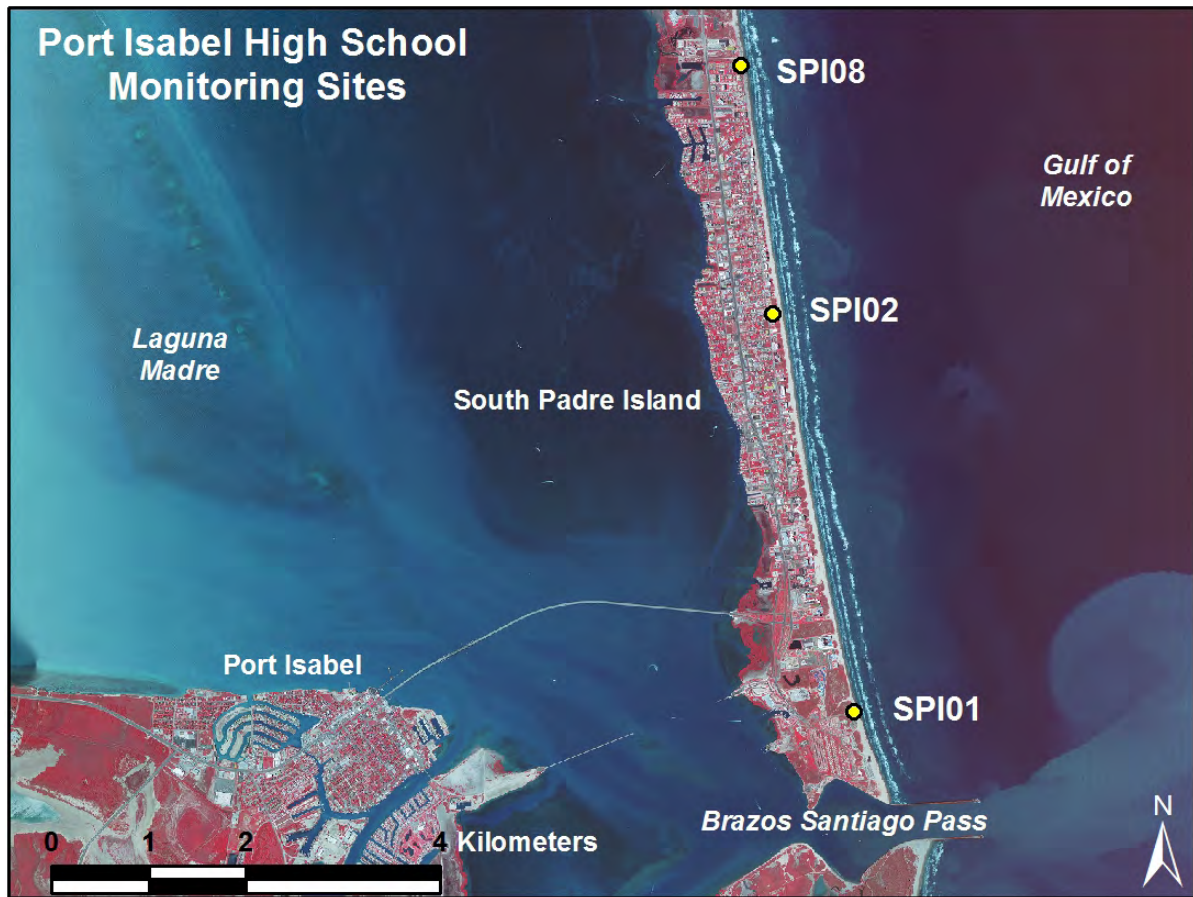 Port Isabel High School
Monitoring Sites
SPI08
Gulf of
Mexico
SPI02
Laguna
Madre
South Padre Island
Port Isabel
SPI01
Brazos Santiago Pass
N
0 1 2 4 Kilometers